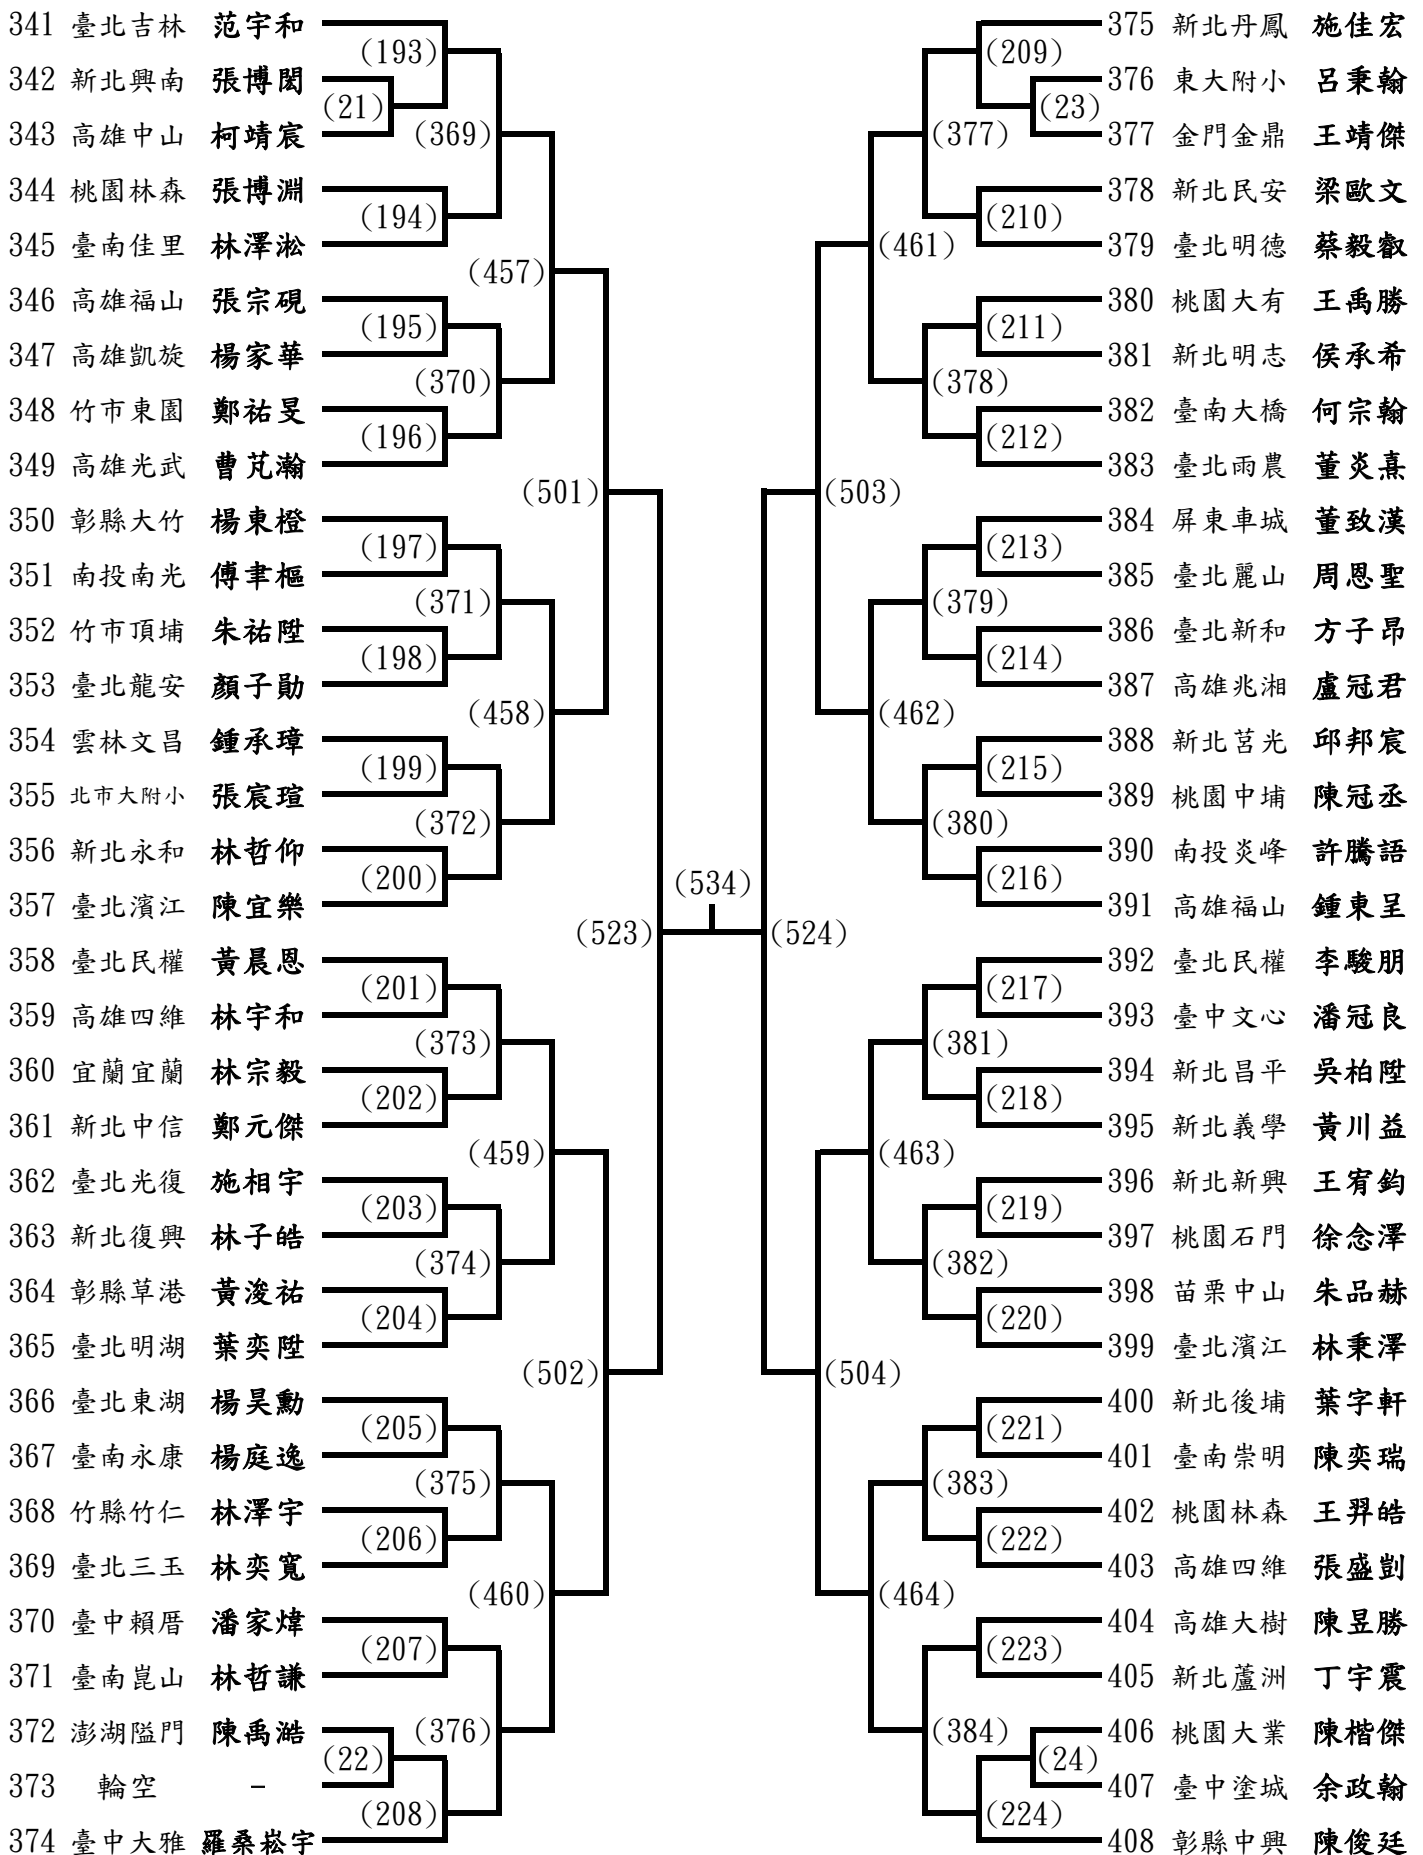 341 臺北吉林 范宇和
(193)
342 新北興南 張博閎
(21)
343 高雄中山 柯靖宸
(369)
344 桃園林森 張博淵
(194)
345 臺南佳里 林澤淞
(457)
346 高雄福山 張宗硯
(195)
347 高雄凱旋 楊家華
(370)
348 竹市東園 鄭祐旻
(196)
349 高雄光武 曹芃瀚
(501)
350 彰縣大竹 楊東橙
(197)
351 南投南光 傅聿樞
(371)
352 竹市頂埔 朱祐陞
(198)
353 臺北龍安 顏子勛
(458)
354 雲林文昌 鍾承璋
(199)
355 北市大附小 張宸瑄
(372)
356 新北永和 林哲仰
(200)
357 臺北濱江 陳宜樂
(523)
358 臺北民權 黃晨恩
(201)
359 高雄四維 林宇和
(373)
360 宜蘭宜蘭 林宗毅
(202)
361 新北中信 鄭元傑
(459)
362 臺北光復 施相宇
(203)
363 新北復興 林子皓
(374)
364 彰縣草港 黃浚祐
(204)
365 臺北明湖 葉奕陞
(502)
366 臺北東湖 楊昊勳
(205)
367 臺南永康 楊庭逸
(375)
368 竹縣竹仁 林澤宇
(206)
369 臺北三玉 林奕寬
(460)
370 臺中賴厝 潘家煒
(207)
371 臺南崑山 林哲謙
(376)
372 澎湖隘門 陳禹澔
(22)
373 輪空 -
(208)
374 臺中大雅 羅桑崧宇
(534)
375 新北丹鳳 施佳宏
(209)
376 東大附小 呂秉翰
(23)
377 金門金鼎 王靖傑
(377)
378 新北民安 梁歐文
(210)
379 臺北明德 蔡毅叡
(461)
380 桃園大有 王禹勝
(211)
381 新北明志 侯承希
(378)
382 臺南大橋 何宗翰
(212)
383 臺北雨農 董炎熹
(503)
384 屏東車城 董致漢
(213)
385 臺北麗山 周恩聖
(379)
386 臺北新和 方子昂
(214)
387 高雄兆湘 盧冠君
(462)
388 新北莒光 邱邦宸
(215)
389 桃園中埔 陳冠丞
(380)
390 南投炎峰 許騰語
(216)
391 高雄福山 鍾東呈
(524)
392 臺北民權 李駿朋
(217)
393 臺中文心 潘冠良
(381)
394 新北昌平 吳柏陞
(218)
395 新北義學 黃川益
(463)
396 新北新興 王宥鈞
(219)
397 桃園石門 徐念澤
(382)
398 苗栗中山 朱品赫
(220)
399 臺北濱江 林秉澤
(504)
400 新北後埔 葉字軒
(221)
401 臺南崇明 陳奕瑞
(383)
402 桃園林森 王羿皓
(222)
403 高雄四維 張盛剴
(464)
404 高雄大樹 陳昱勝
(223)
405 新北蘆洲 丁宇震
(384)
406 桃園大業 陳楷傑
(24)
407 臺中塗城 余政翰
(224)
408 彰縣中興 陳俊廷